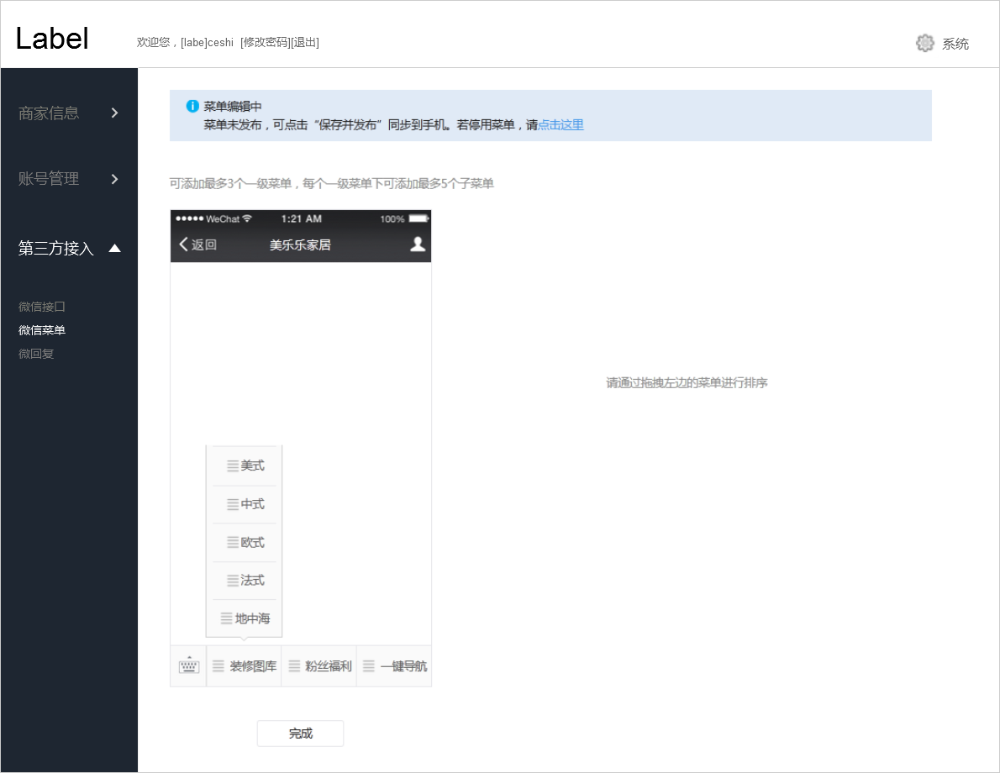 Label
欢迎您，[labe]ceshi [修改密码][退出]
系统
商家信息
账号管理
第三方接入
微信接口
微信菜单
微回复
菜单编辑中
菜单未发布，可点击“保存并发布”同步到手机。若停用菜单，请点击这里
可添加最多3个一级菜单，每个一级菜单下可添加最多5个子菜单
WeChat 1:21 AM 100%
返回 美乐乐家居
请通过拖拽左边的菜单进行排序
美式
中式
欧式
法式
地中海
装修图库 粉丝福利 一键导航
完成